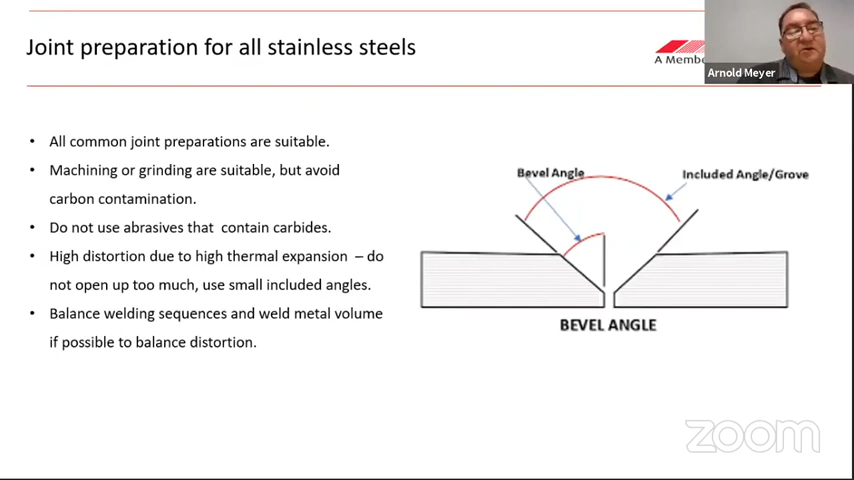 Joint preparation for all stainless steels
A Membe
Arnold Meyer
• All common joint preparations are suitable.
• Machining or grinding are suitable, but avoid
carbon contamination.
• Do not use abrasives that contain carbides.
• High distortion due to high thermal expansion – do
not open up too much, use small included angles.
• Balance welding sequences and weld metal volume
if possible to balance distortion.
Bevel Angle
Included Angle/Grove
BEVEL ANGLE
zoom